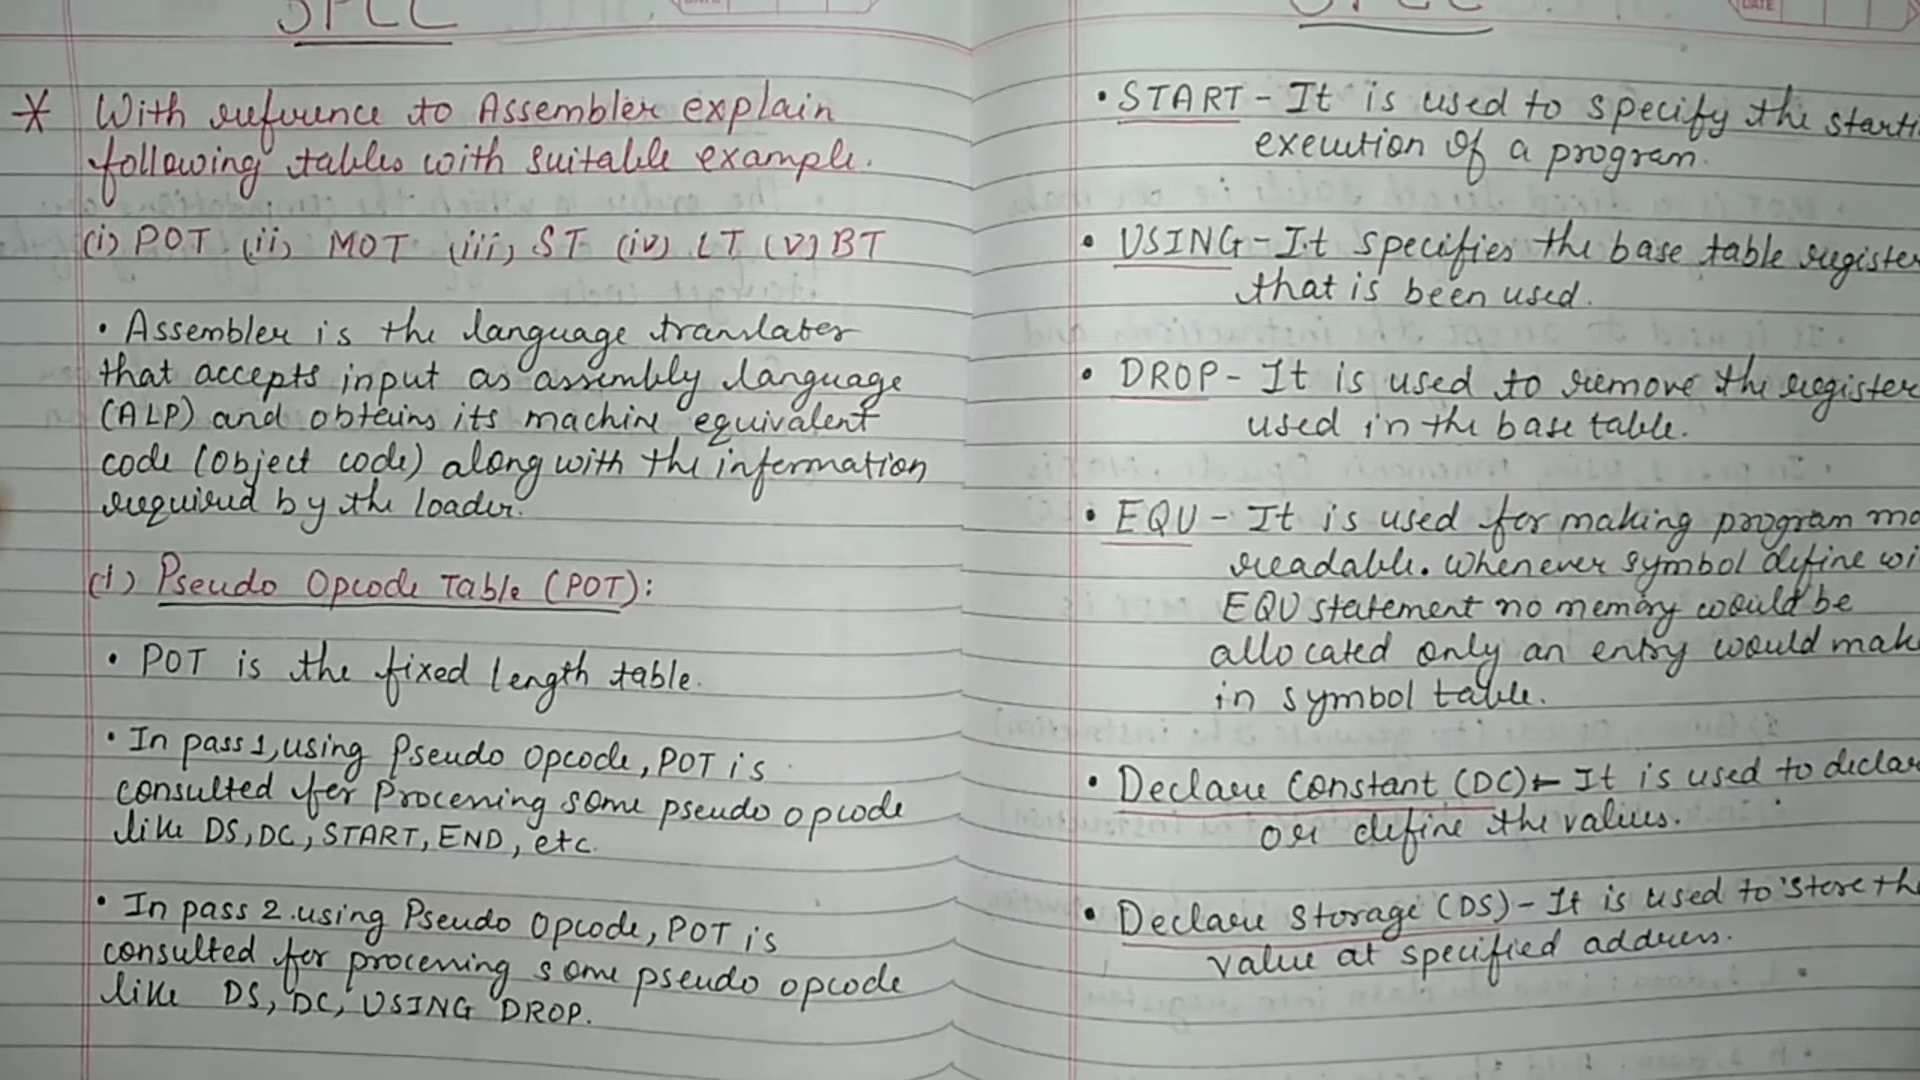 SPCC
* With reference to Assembler explain
following tables with suitable example.
(i) POT (ii) MOT (iii) ST (iv) LT (v) BT
• Assembler is the language translater
that accepts input as assembly language
(ALP) and obtains its machine equivalent
code (object code) along with the information
required by the loader.
(1) Pseudo Opcode Table (POT):
• POT is the fixed length table.
• In pass 1, using Pseudo Opcode, POT is
consulted for Processing some pseudo opcode
like DS, DC, START, END, etc.
• In pass 2. using Pseudo Opcode, POT is
consulted for processing some pseudo opcode
like DS, DC, USING DROP.
SPCC
DATE
• START - It is used to specify the starti
execution of a program.
• USING - It specifies the base table register
that is been used.
• DROP - It is used to remove the register
used in the base table.
• EQU - It is used for making program mo
readable. Whenever symbol define wi
EQU statement no memory would be
allocated only an entry would mak
in symbol table.
• Declare Constant (DC) - It is used to declar
or define the values.
• Declare Storage (DS) - It is used to store the
value at specified address.